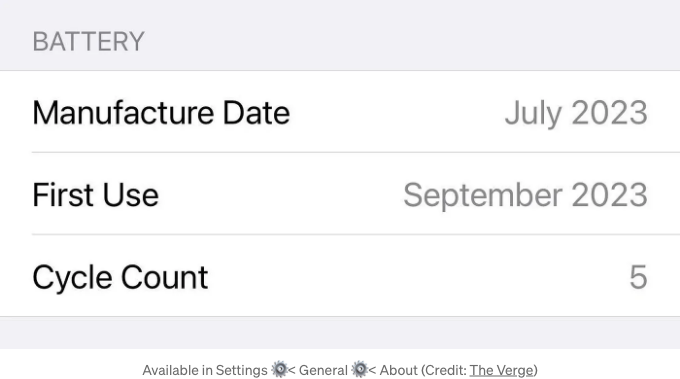 BATTERY
Manufacture Date July 2023
First Use September 2023
Cycle Count 5
Available in Settings ⚙️< General ⚙️< About (Credit: The Verge)